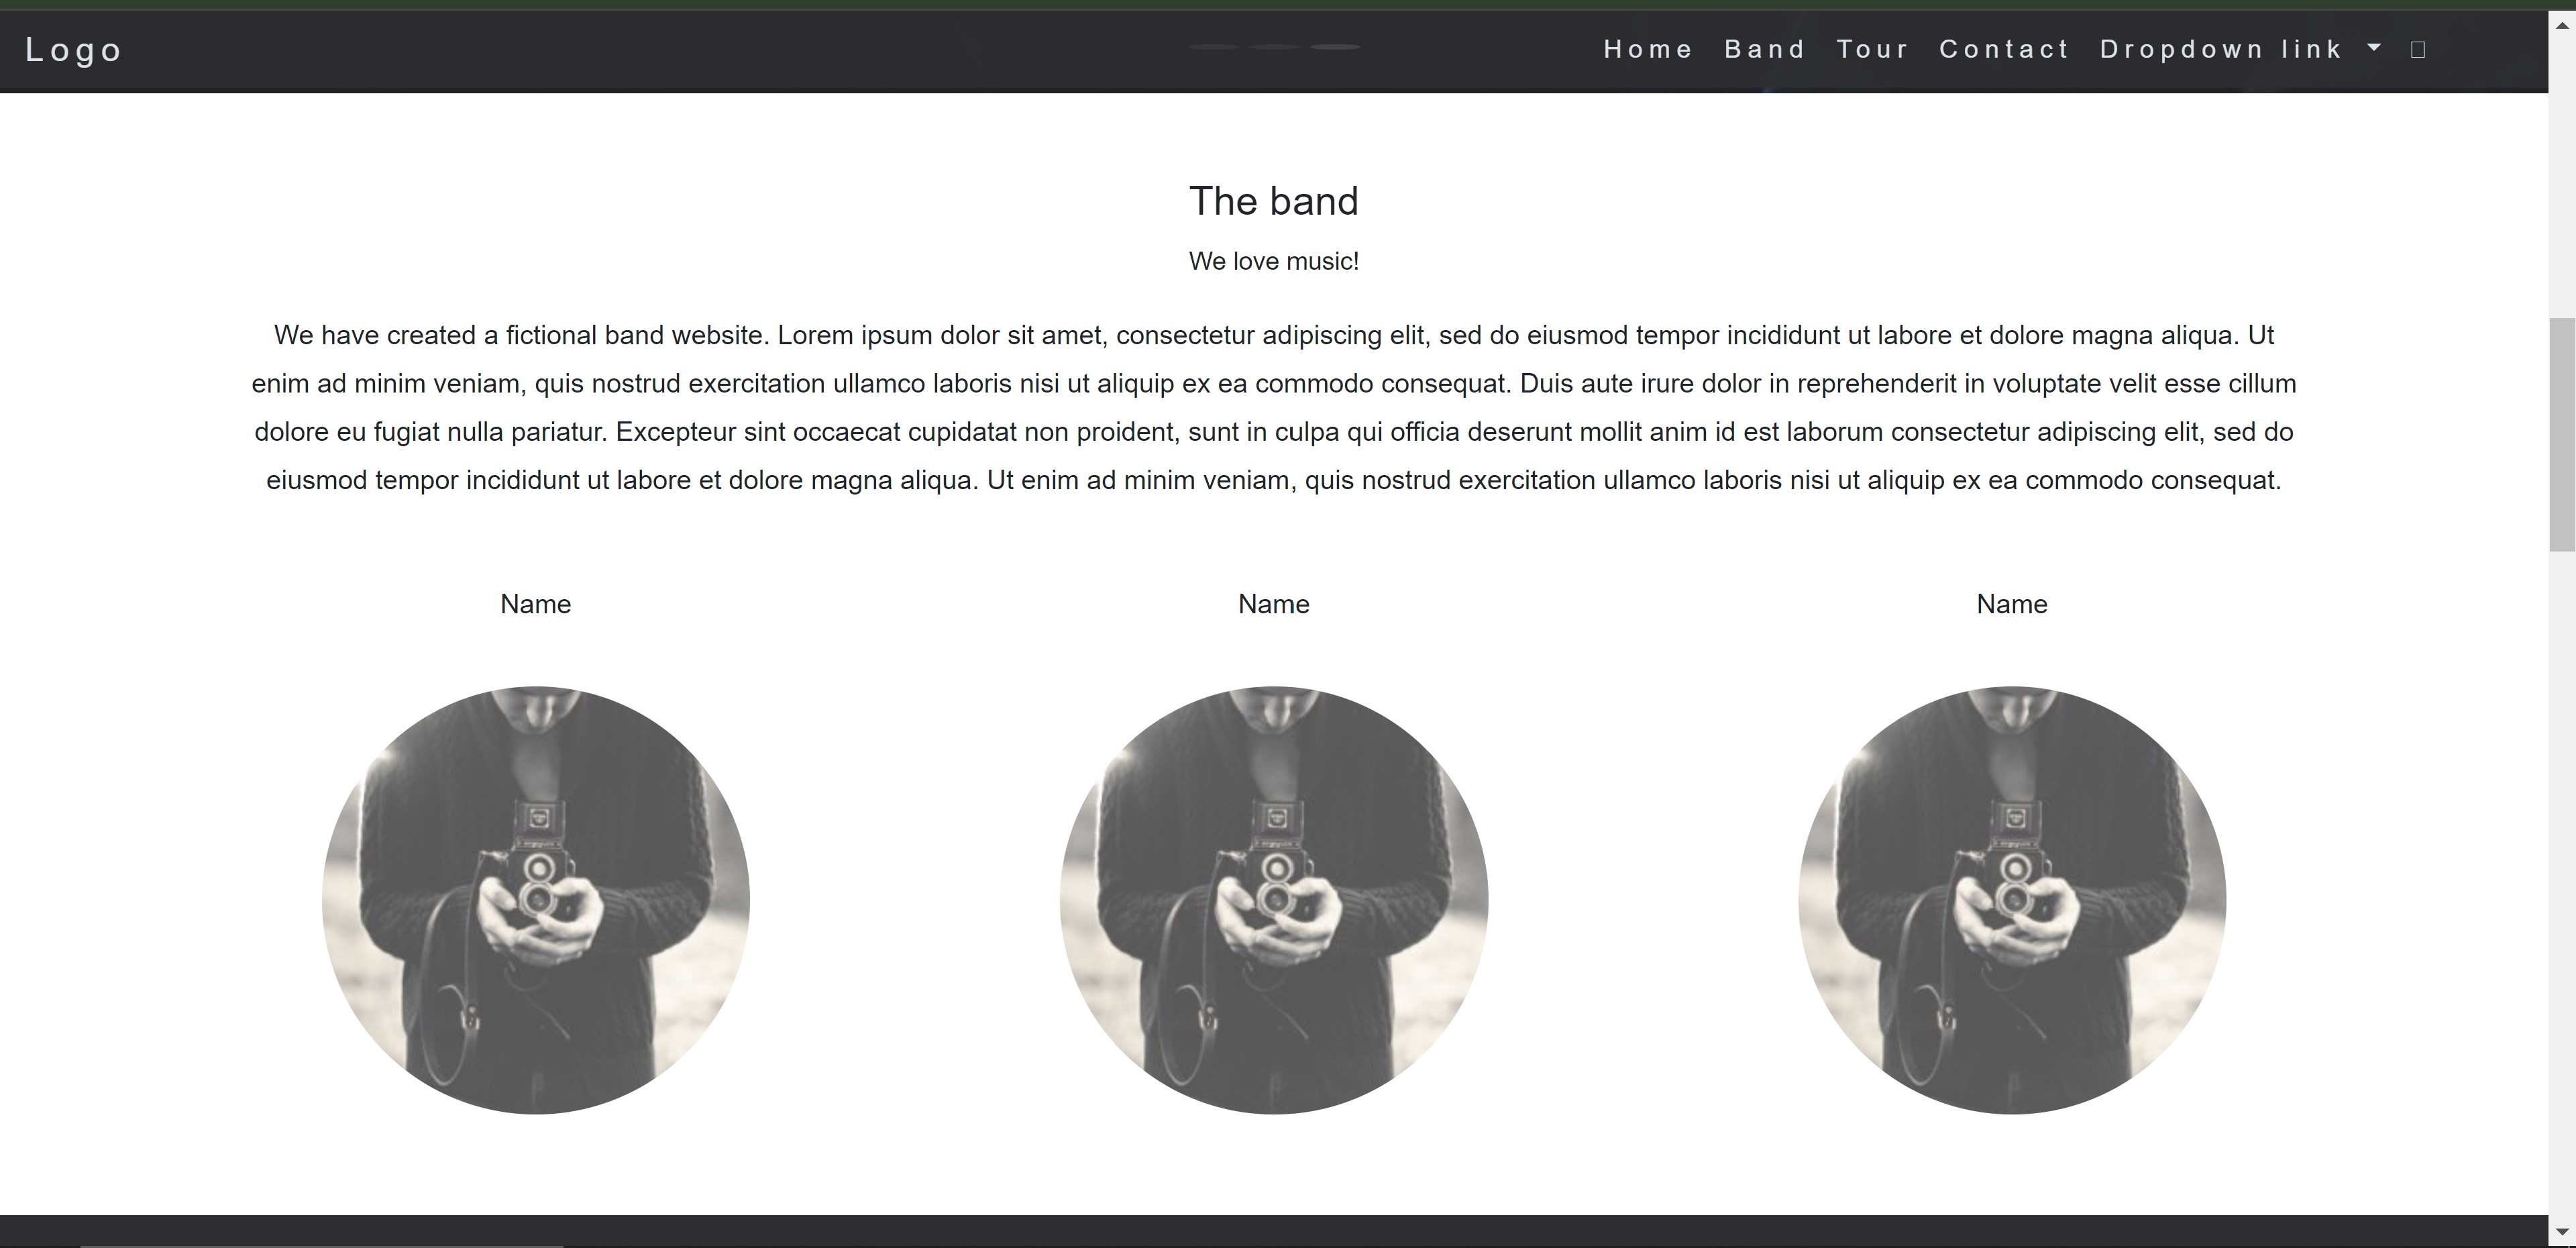 Logo
Home Band Tour Contact Dropdown link
The band
We love music!
We have created a fictional band website. Lorem ipsum dolor sit amet, consectetur adipiscing elit, sed do eiusmod tempor incididunt ut labore et dolore magna aliqua. Ut
enim ad minim veniam, quis nostrud exercitation ullamco laboris nisi ut aliquip ex ea commodo consequat. Duis aute irure dolor in reprehenderit in voluptate velit esse cillum
dolore eu fugiat nulla pariatur. Excepteur sint occaecat cupidatat non proident, sunt in culpa qui officia deserunt mollit anim id est laborum consectetur adipiscing elit, sed do
eiusmod tempor incididunt ut labore et dolore magna aliqua. Ut enim ad minim veniam, quis nostrud exercitation ullamco laboris nisi ut aliquip ex ea commodo consequat.
Name Name Name